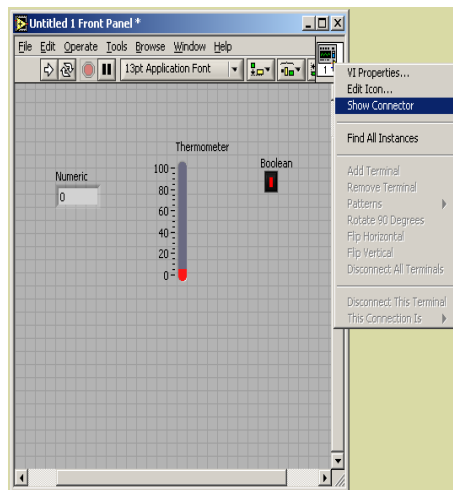 Untitled 1 Front Panel *
File Edit Operate Tools Browse Window Help
13pt Application Font
1
VI Properties...
Edit Icon...
Show Connector
Find All Instances
Add Terminal
Remove Terminal
Patterns
Rotate 90 Degrees
Flip Horizontal
Flip Vertical
Disconnect All Terminals
Disconnect This Terminal
This Connection Is
Thermometer
Numeric
0
100
80
60
40
20
0
Boolean